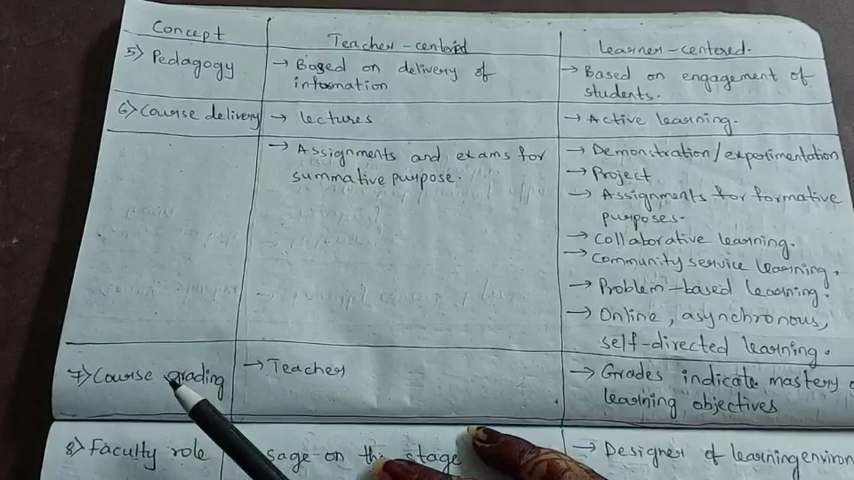 Concept Teacher-centered Learner-centered.
5> Pedagogy → Based on delivery of information → Based on engagement of students.
6> Course delivery → lectures → Active learning.
→ Assignments and exams for summative purpose.
→ Demonstration/experimentation
→ Project
→ Assignments for formative purposes.
→ Collaborative learning.
→ Community service learning.
→ Problem-based learning.
→ Online, asynchronous, self-directed learning.
7> Course grading → Teacher → Grades indicate mastery learning objectives
8> Faculty role sage-on the stage → Designer of learning environ